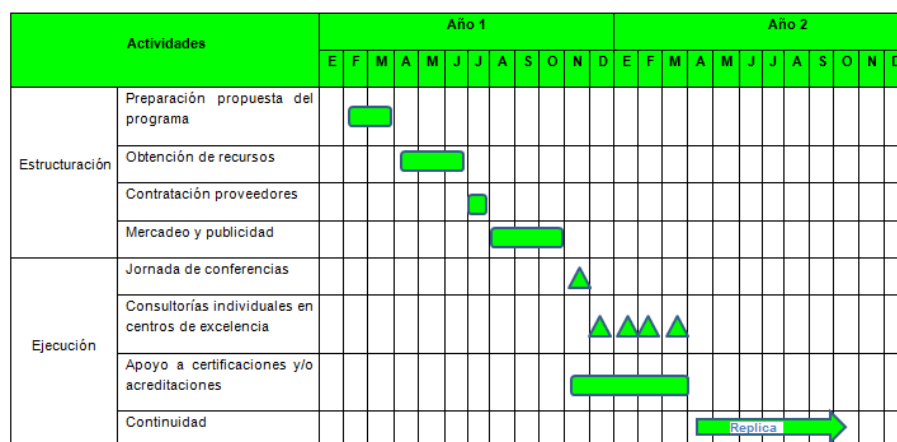 Actividades
Año 1
Año 2
E F M A M J J A S O N D E F M A M J J A S O N D
Estructuración
Preparación propuesta del
programa
Obtención de recursos
Contratación proveedores
Mercadeo y publicidad
Ejecución
Jornada de conferencias
Consultorías individuales en
centros de excelencia
Apoyo a certificaciones y/o
acreditaciones
Continuidad
Replica